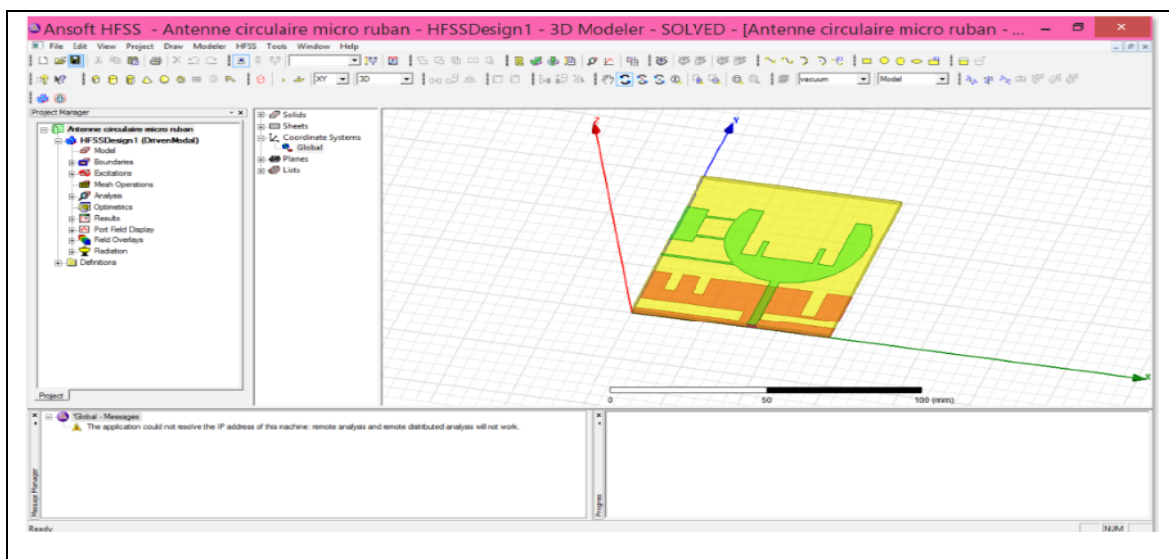 Ansoft HFSS - Antenne circulaire micro ruban - HFSSDesign1 - 3D Modeler - SOLVED - [Antenne circulaire micro ruban - ...
File Edit View Project Draw Modeler HFSS Tools Window Help
XY 3D vacuum Model
Project Manager
Antenne circulaire micro ruban
HFSSDesign1 (DrivenModal)
Model
Boundaries
Excitations
Mesh Operations
Analysis
Optimetrics
Results
Port Field Display
Field Overlays
Radiation
Definitions
Project
Solids
Sheets
Coordinate Systems
Global
Planes
Lists
Z
Y
X
0 50 100 (mm)
*Global - Messages
The application could not resolve the IP address of this machine: remote analysis and remote distributed analysis will not work.
Message Manager
Progress
Ready
NUM